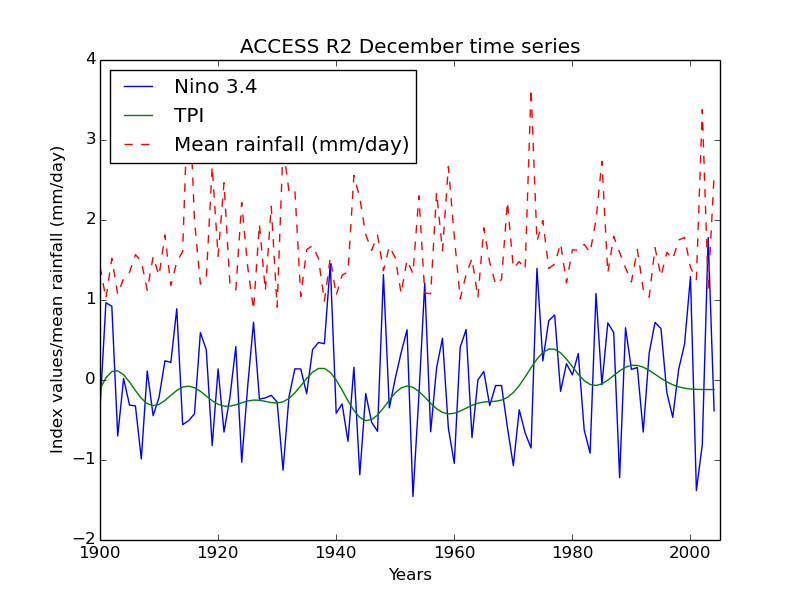 ACCESS R2 December time series
Nino 3.4
TPI
Mean rainfall (mm/day)
Index values/mean rainfall (mm/day)
4
3
2
1
0
−1
−2
1900 1920 1940 1960 1980 2000
Years